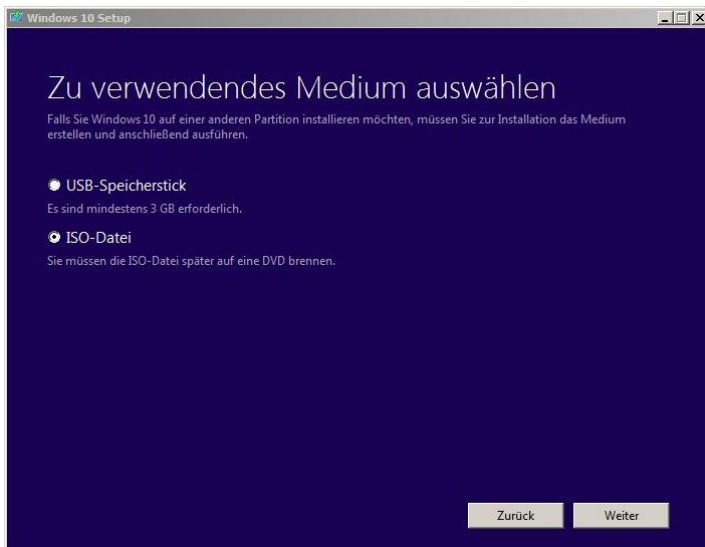 Windows 10 Setup
Zu verwendendes Medium auswählen
Falls Sie Windows 10 auf einer anderen Partition installieren möchten, müssen Sie zur Installation das Medium
erstellen und anschließend ausführen.
USB-Speicherstick
Es sind mindestens 3 GB erforderlich.
ISO-Datei
Sie müssen die ISO-Datei später auf eine DVD brennen.
Zurück Weiter